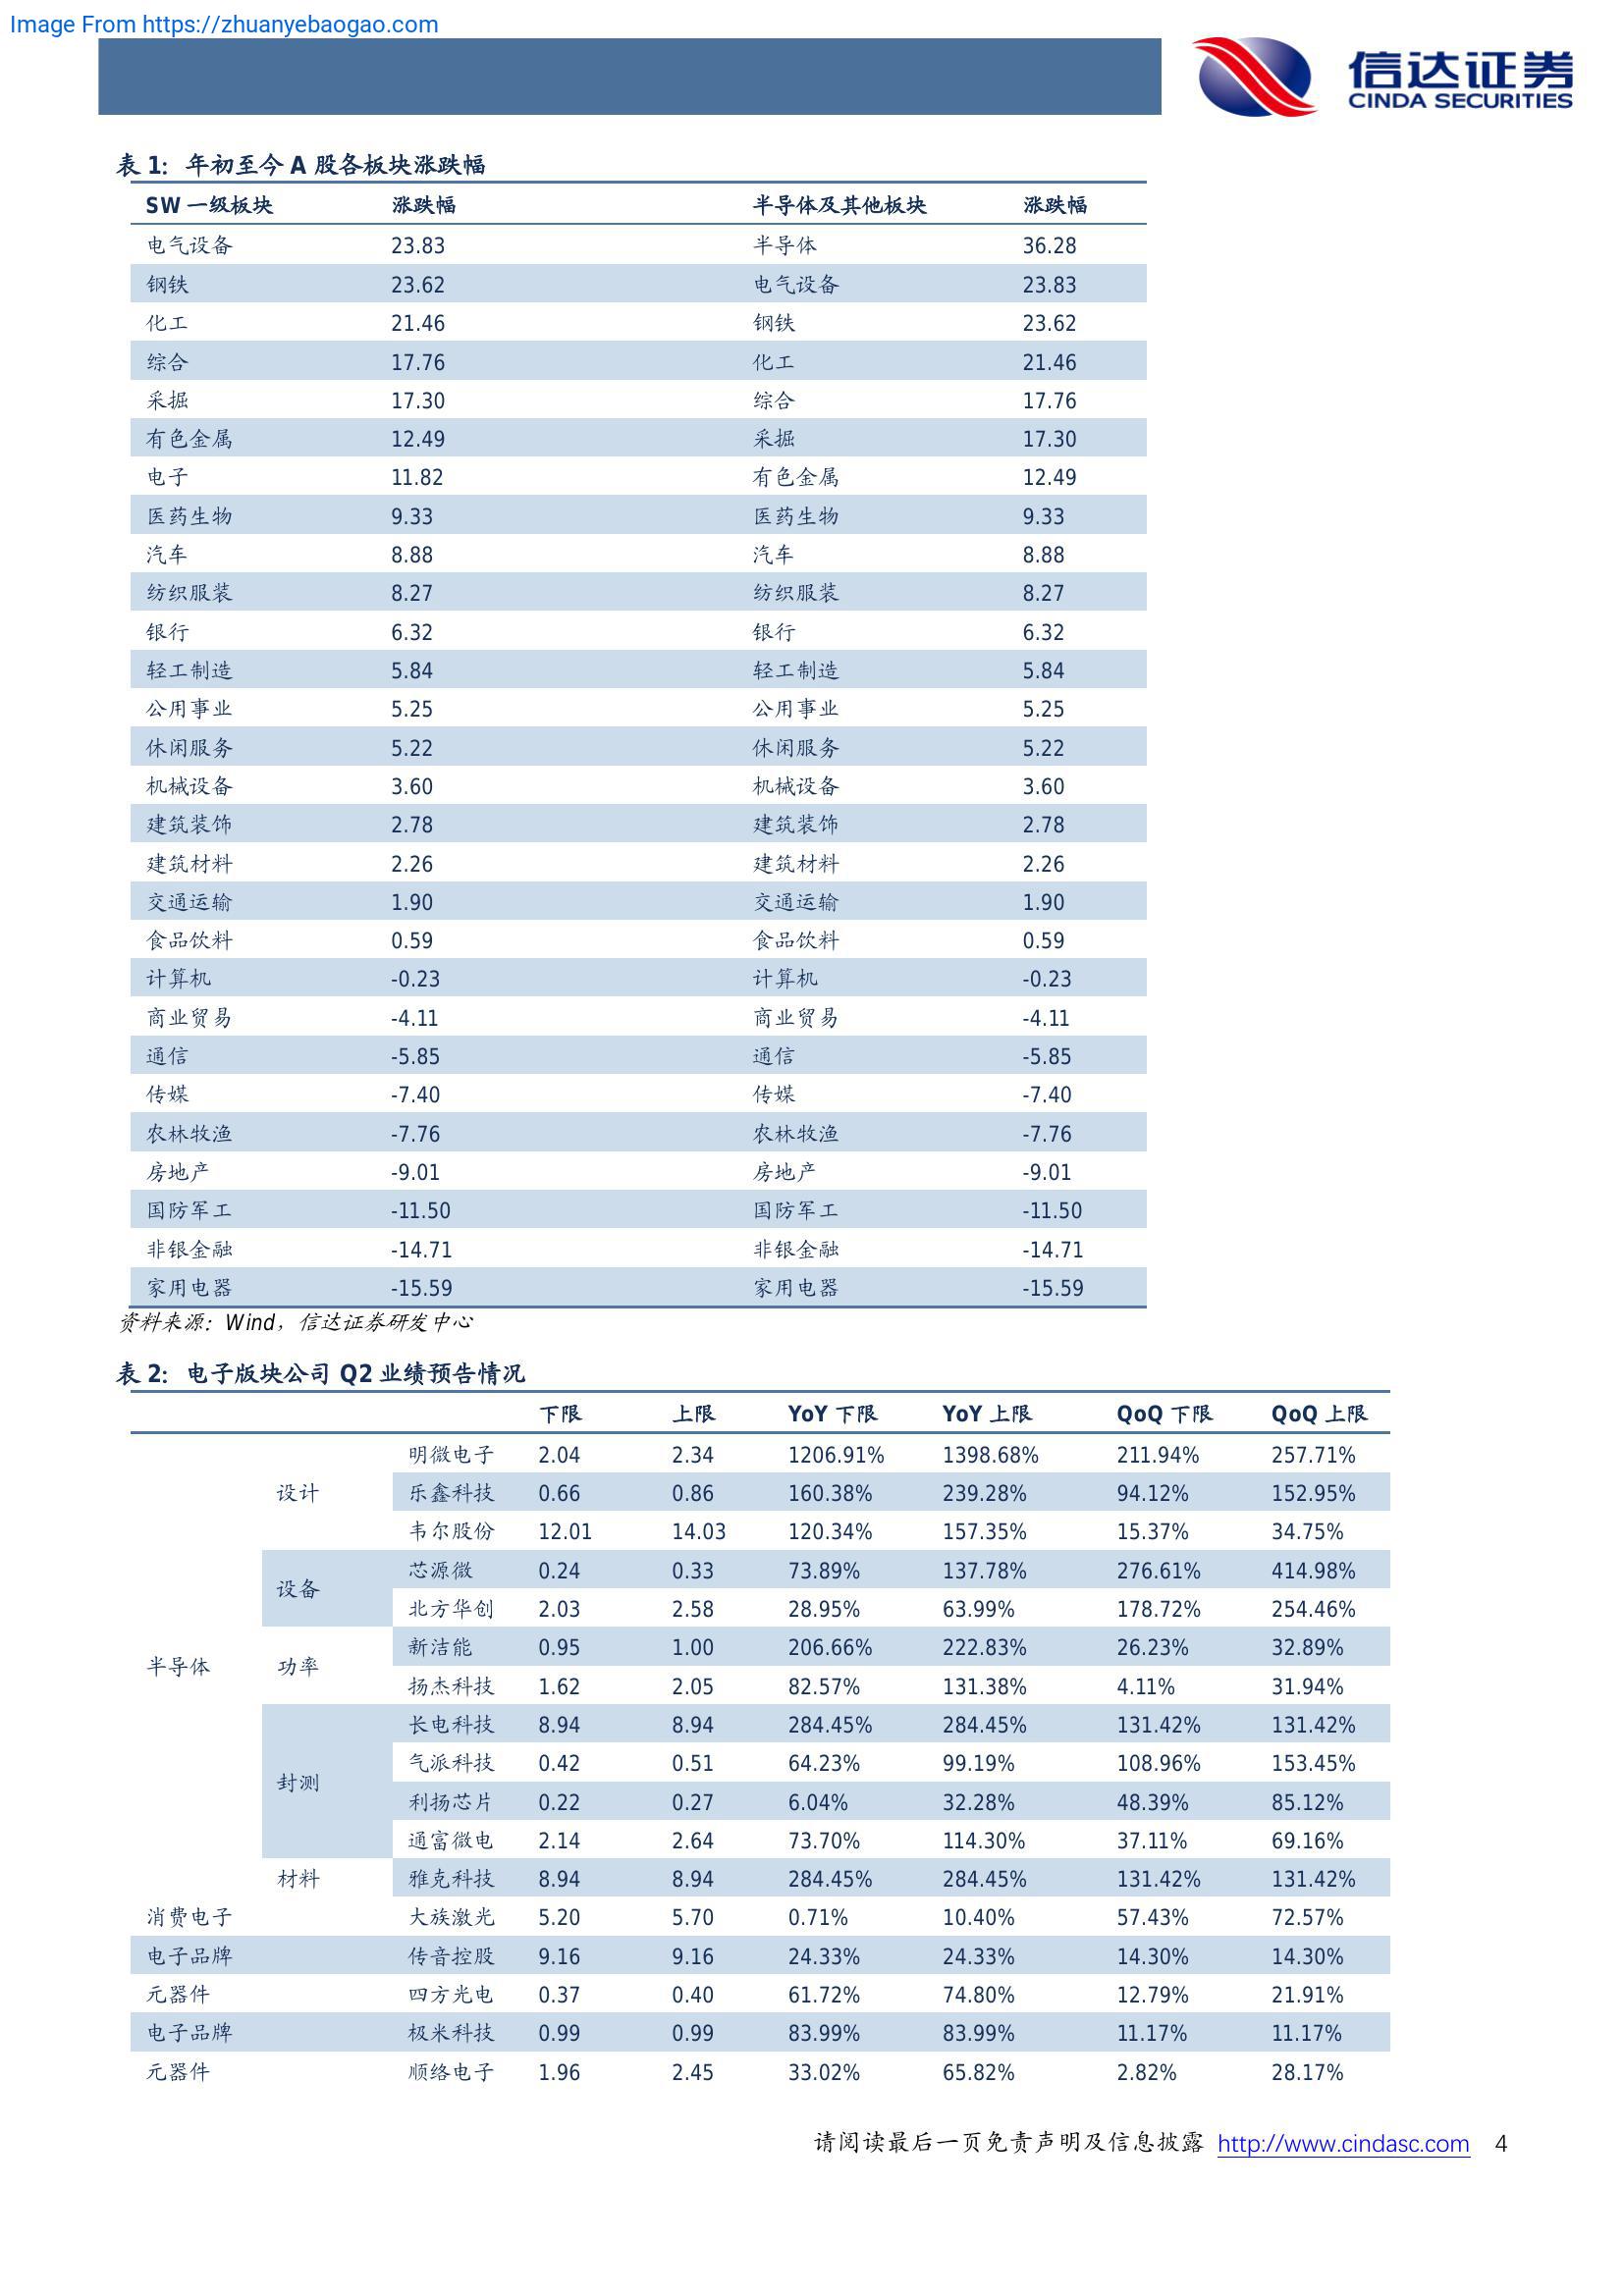 Image From https://zhuanyebaogao.com
信达证券
CINDA SECURITIES
表 1：年初至今 A 股各板块涨跌幅
SW 一级板块 涨跌幅 半导体及其他板块 涨跌幅
电气设备 23.83 半导体 36.28
钢铁 23.62 电气设备 23.83
化工 21.46 钢铁 23.62
综合 17.76 化工 21.46
采掘 17.30 综合 17.76
有色金属 12.49 采掘 17.30
电子 11.82 有色金属 12.49
医药生物 9.33 医药生物 9.33
汽车 8.88 汽车 8.88
纺织服装 8.27 纺织服装 8.27
银行 6.32 银行 6.32
轻工制造 5.84 轻工制造 5.84
公用事业 5.25 公用事业 5.25
休闲服务 5.22 休闲服务 5.22
机械设备 3.60 机械设备 3.60
建筑装饰 2.78 建筑装饰 2.78
建筑材料 2.26 建筑材料 2.26
交通运输 1.90 交通运输 1.90
食品饮料 0.59 食品饮料 0.59
计算机 -0.23 计算机 -0.23
商业贸易 -4.11 商业贸易 -4.11
通信 -5.85 通信 -5.85
传媒 -7.40 传媒 -7.40
农林牧渔 -7.76 农林牧渔 -7.76
房地产 -9.01 房地产 -9.01
国防军工 -11.50 国防军工 -11.50
非银金融 -14.71 非银金融 -14.71
家用电器 -15.59 家用电器 -15.59
资料来源：Wind，信达证券研发中心
表 2：电子版块公司 Q2 业绩预告情况
下限 上限 YoY 下限 YoY 上限 QoQ 下限 QoQ 上限
明微电子 2.04 2.34 1206.91% 1398.68% 211.94% 257.71%
设计 乐鑫科技 0.66 0.86 160.38% 239.28% 94.12% 152.95%
韦尔股份 12.01 14.03 120.34% 157.35% 15.37% 34.75%
芯源微 0.24 0.33 73.89% 137.78% 276.61% 414.98%
设备
北方华创 2.03 2.58 28.95% 63.99% 178.72% 254.46%
新洁能 0.95 1.00 206.66% 222.83% 26.23% 32.89%
半导体 功率
扬杰科技 1.62 2.05 82.57% 131.38% 4.11% 31.94%
长电科技 8.94 8.94 284.45% 284.45% 131.42% 131.42%
气派科技 0.42 0.51 64.23% 99.19% 108.96% 153.45%
封测
利扬芯片 0.22 0.27 6.04% 32.28% 48.39% 85.12%
通富微电 2.14 2.64 73.70% 114.30% 37.11% 69.16%
材料 雅克科技 8.94 8.94 284.45% 284.45% 131.42% 131.42%
消费电子 大族激光 5.20 5.70 0.71% 10.40% 57.43% 72.57%
电子品牌 传音控股 9.16 9.16 24.33% 24.33% 14.30% 14.30%
元器件 四方光电 0.37 0.40 61.72% 74.80% 12.79% 21.91%
电子品牌 极米科技 0.99 0.99 83.99% 83.99% 11.17% 11.17%
元器件 顺络电子 1.96 2.45 33.02% 65.82% 2.82% 28.17%
请阅读最后一页免责声明及信息披露 http://www.cindasc.com 4